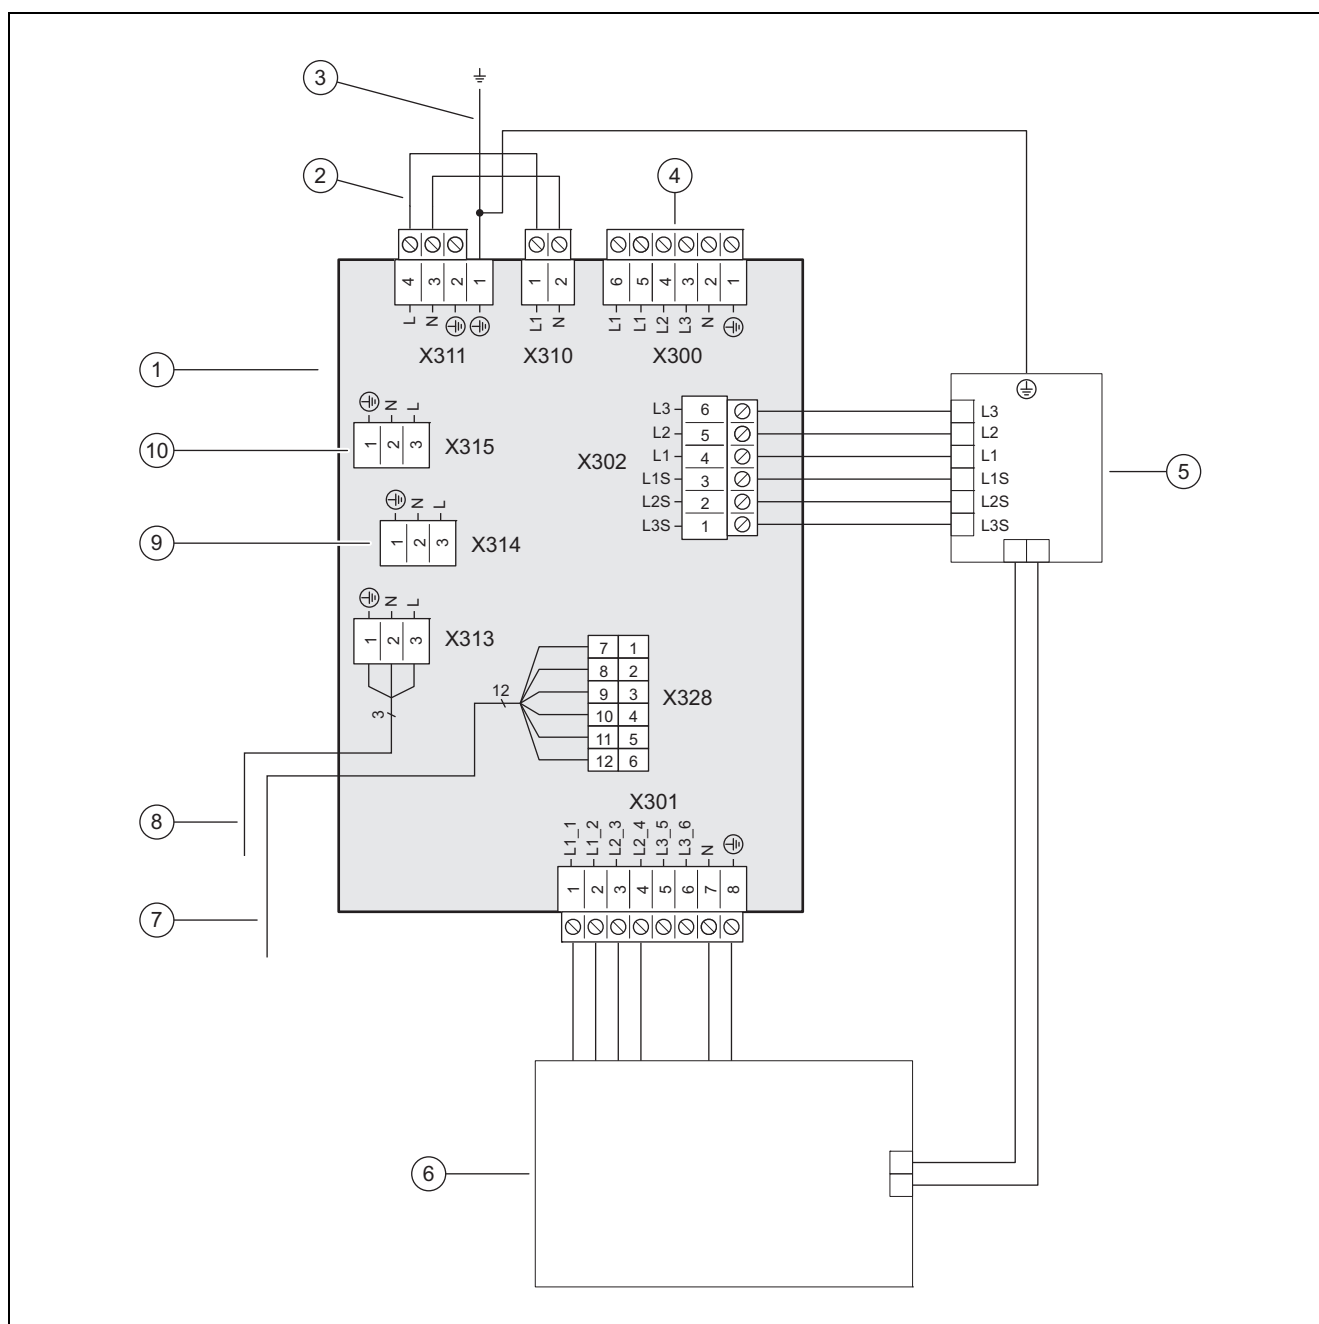 3
2
4
4 3 2 1
1 2
6 5 4 3 2 1
L N
L1 N
L1 L1 L2 L3 N
X311
X310
X300
1
N L
1 2 3
X315
10
L3 6
L2 5
L1 4
L1S 3
L2S 2
L3S 1
X302
L3
L2
L1
L1S
L2S
L3S
5
N L
1 2 3
X314
9
N L
1 2 3
X313
3
12
7 1
8 2
9 3
10 4
11 5
12 6
X328
8
7
X301
L1_1 L1_2 L2_3 L2_4 L3_5 L3_6 N
1 2 3 4 5 6 7 8
6